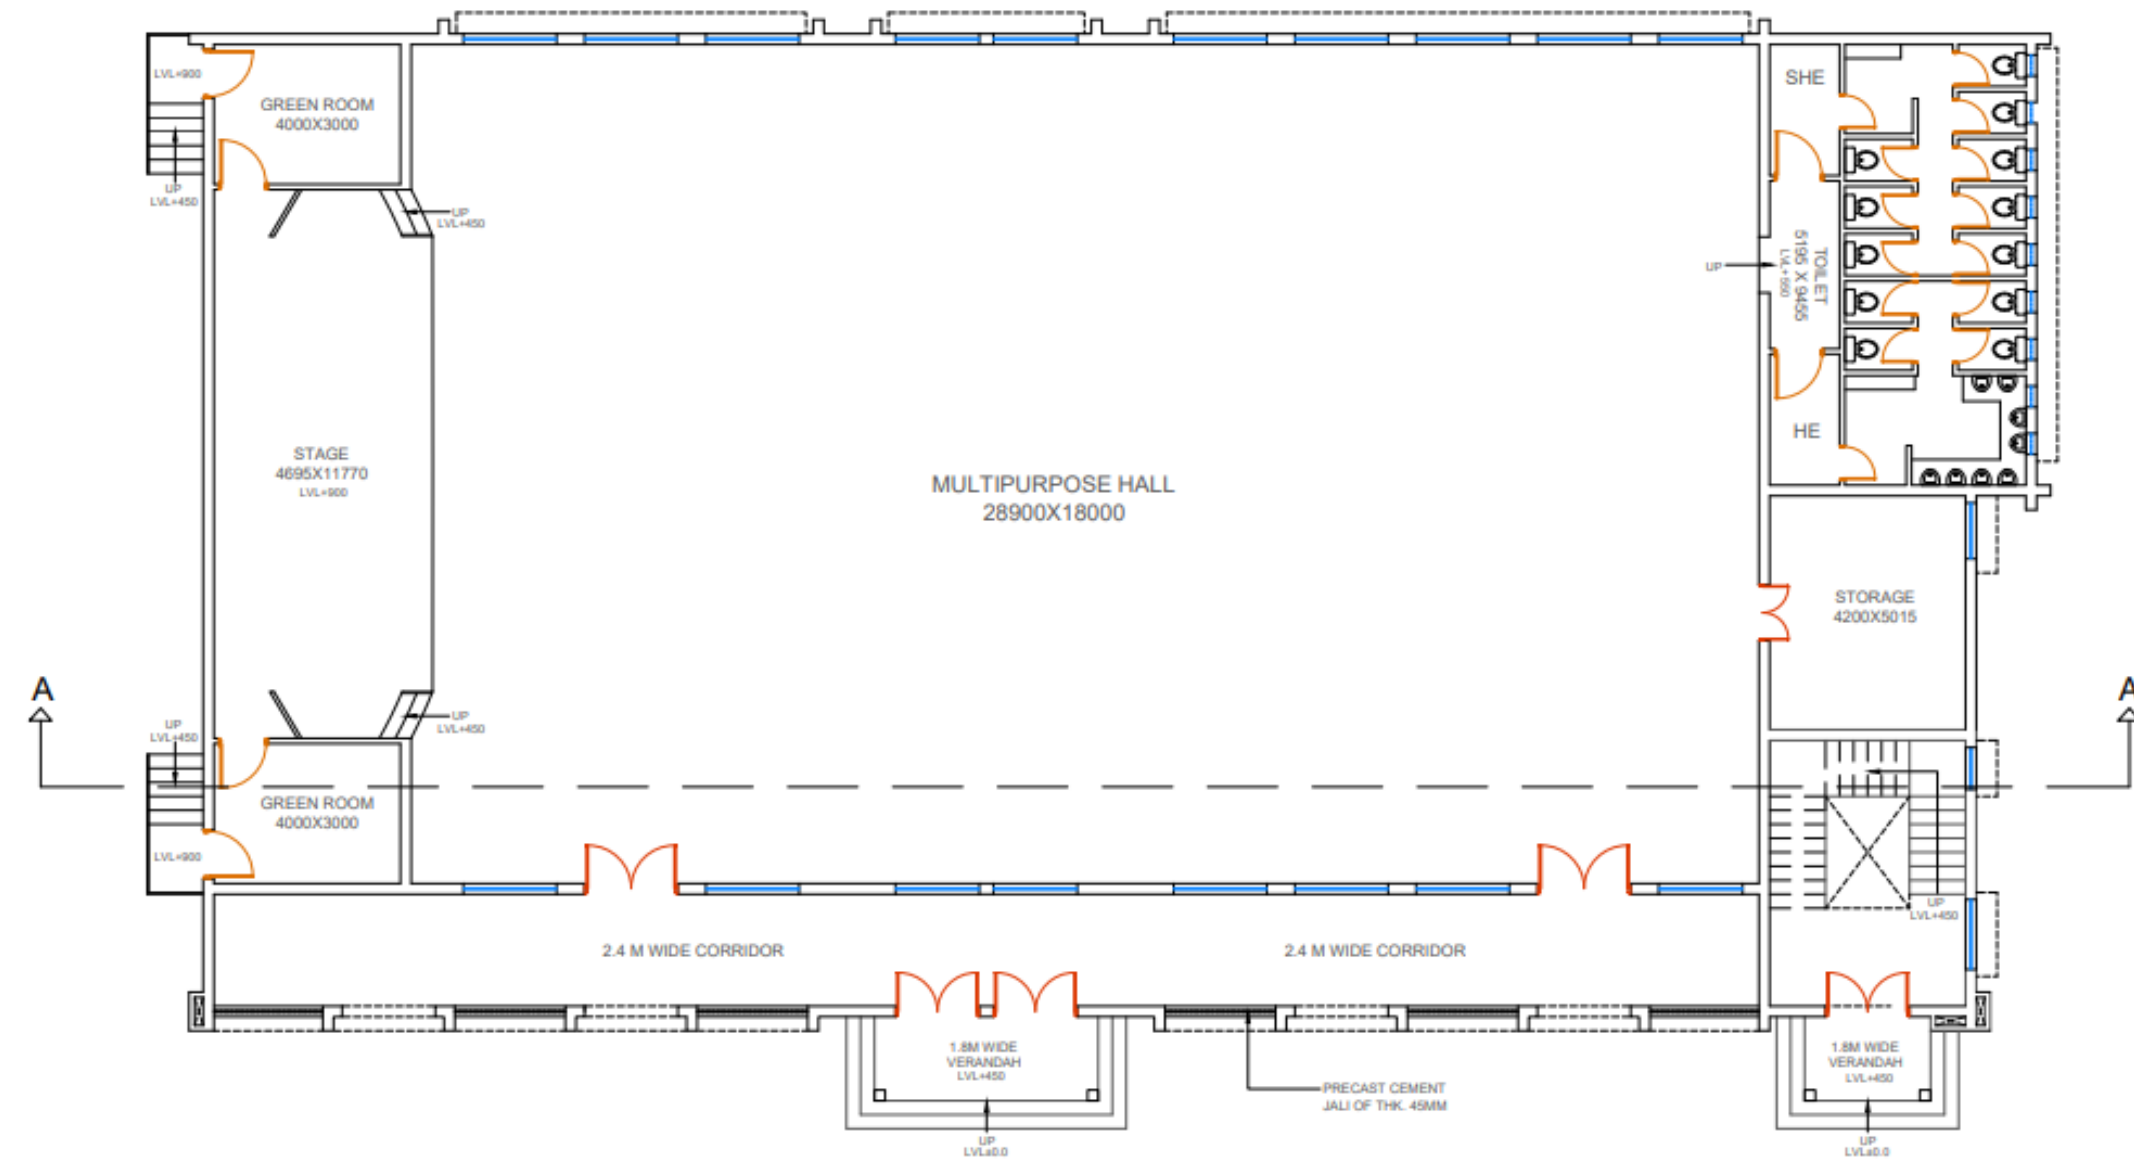 LVL+900
GREEN ROOM
4000X3000
UP
LVL+450
UP
LVL+450
SHE
UP
TOILET
5195 X 9455
LVL+550
HE
STAGE
4695X11770
LVL+900
MULTIPURPOSE HALL
28900X18000
STORAGE
4200X5015
A
A
UP
LVL+450
UP
LVL+450
GREEN ROOM
4000X3000
LVL+900
UP
LVL+450
2.4 M WIDE CORRIDOR
2.4 M WIDE CORRIDOR
1.8M WIDE
VERANDAH
LVL+450
1.8M WIDE
VERANDAH
LVL+450
PRECAST CEMENT
JALI OF THK. 45MM
UP
LVL±0.0
UP
LVL±0.0